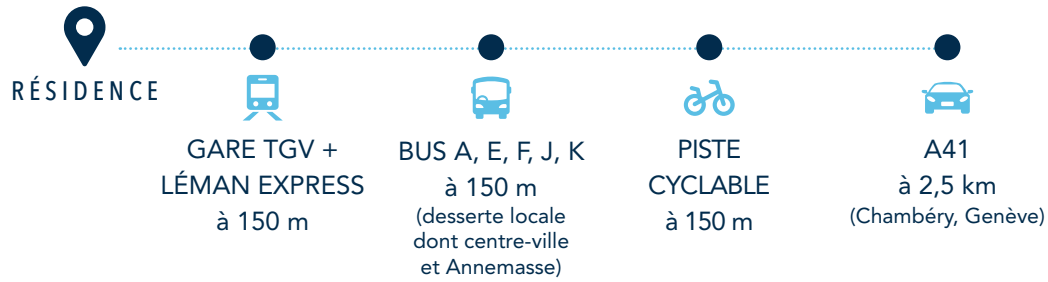 RÉSIDENCE
GARE TGV +
LÉMAN EXPRESS
à 150 m
BUS A, E, F, J, K
à 150 m
(desserte locale
dont centre-ville
et Annemasse)
PISTE
CYCLABLE
à 150 m
A41
à 2,5 km
(Chambéry, Genève)